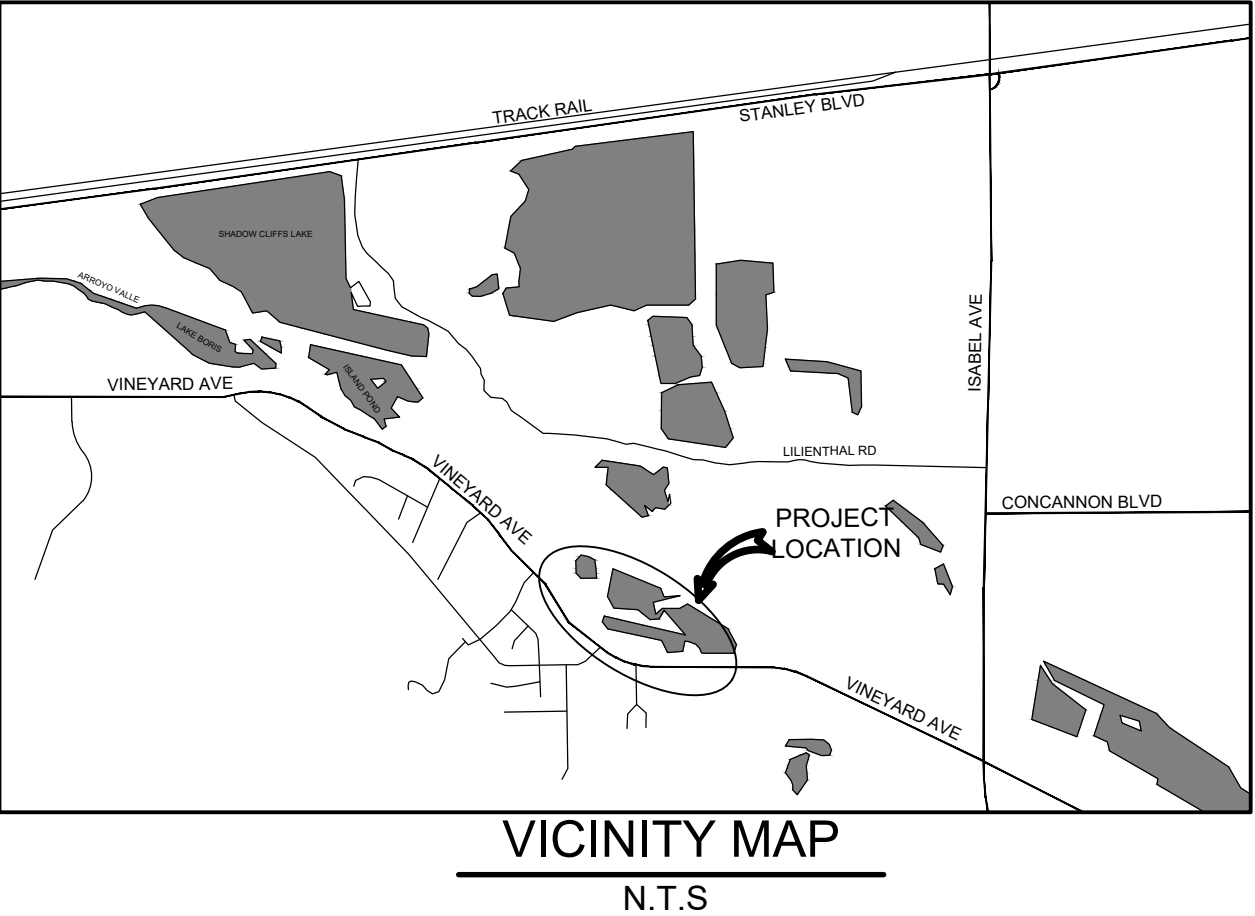 TRACK RAIL
STANLEY BLVD
SHADOW CLIFFS LAKE
ARROYO VALLE
LAKE BORIS
ISLAND POND
VINEYARD AVE
ISABEL AVE
VINEYARD AVE
LILIENTHAL RD
CONCANNON BLVD
PROJECT
LOCATION
VINEYARD AVE
VICINITY MAP
N.T.S